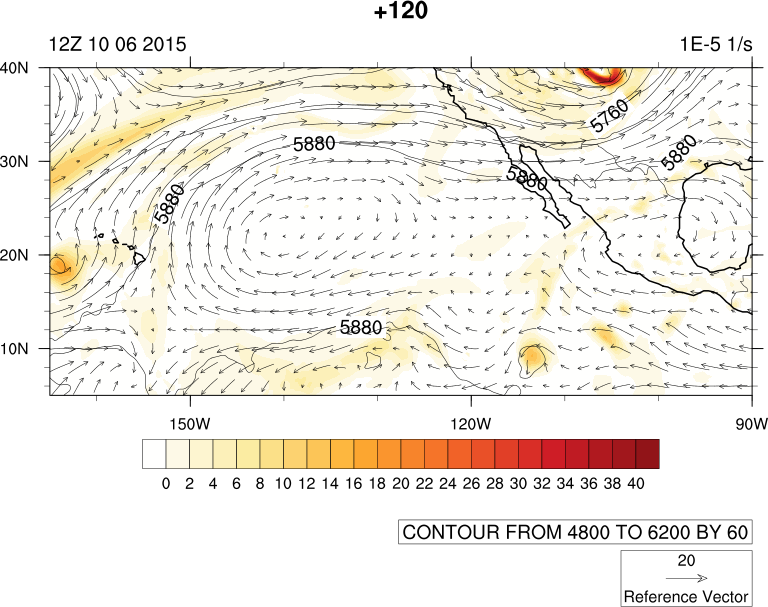 +120
12Z 10 06 2015 1E-5 1/s
40N
5760
5880
5880
30N
5880
5880
20N
5880
10N
150W 120W 90W
0 2 4 6 8 10 12 14 16 18 20 22 24 26 28 30 32 34 36 38 40
CONTOUR FROM 4800 TO 6200 BY 60
20
Reference Vector